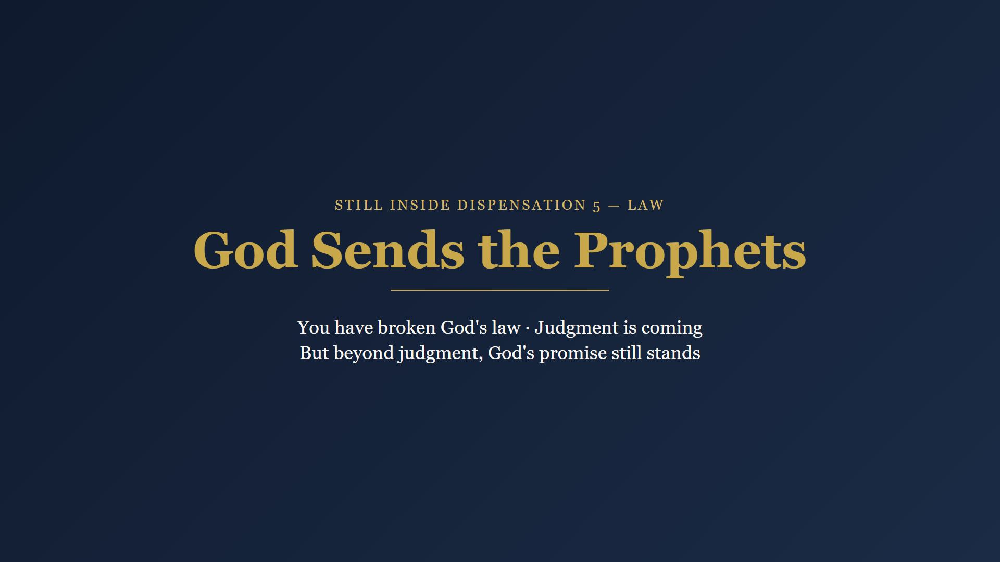 STILL INSIDE DISPENSATION 5 — LAW
God Sends the Prophets
You have broken God's law · Judgment is coming
But beyond judgment, God's promise still stands